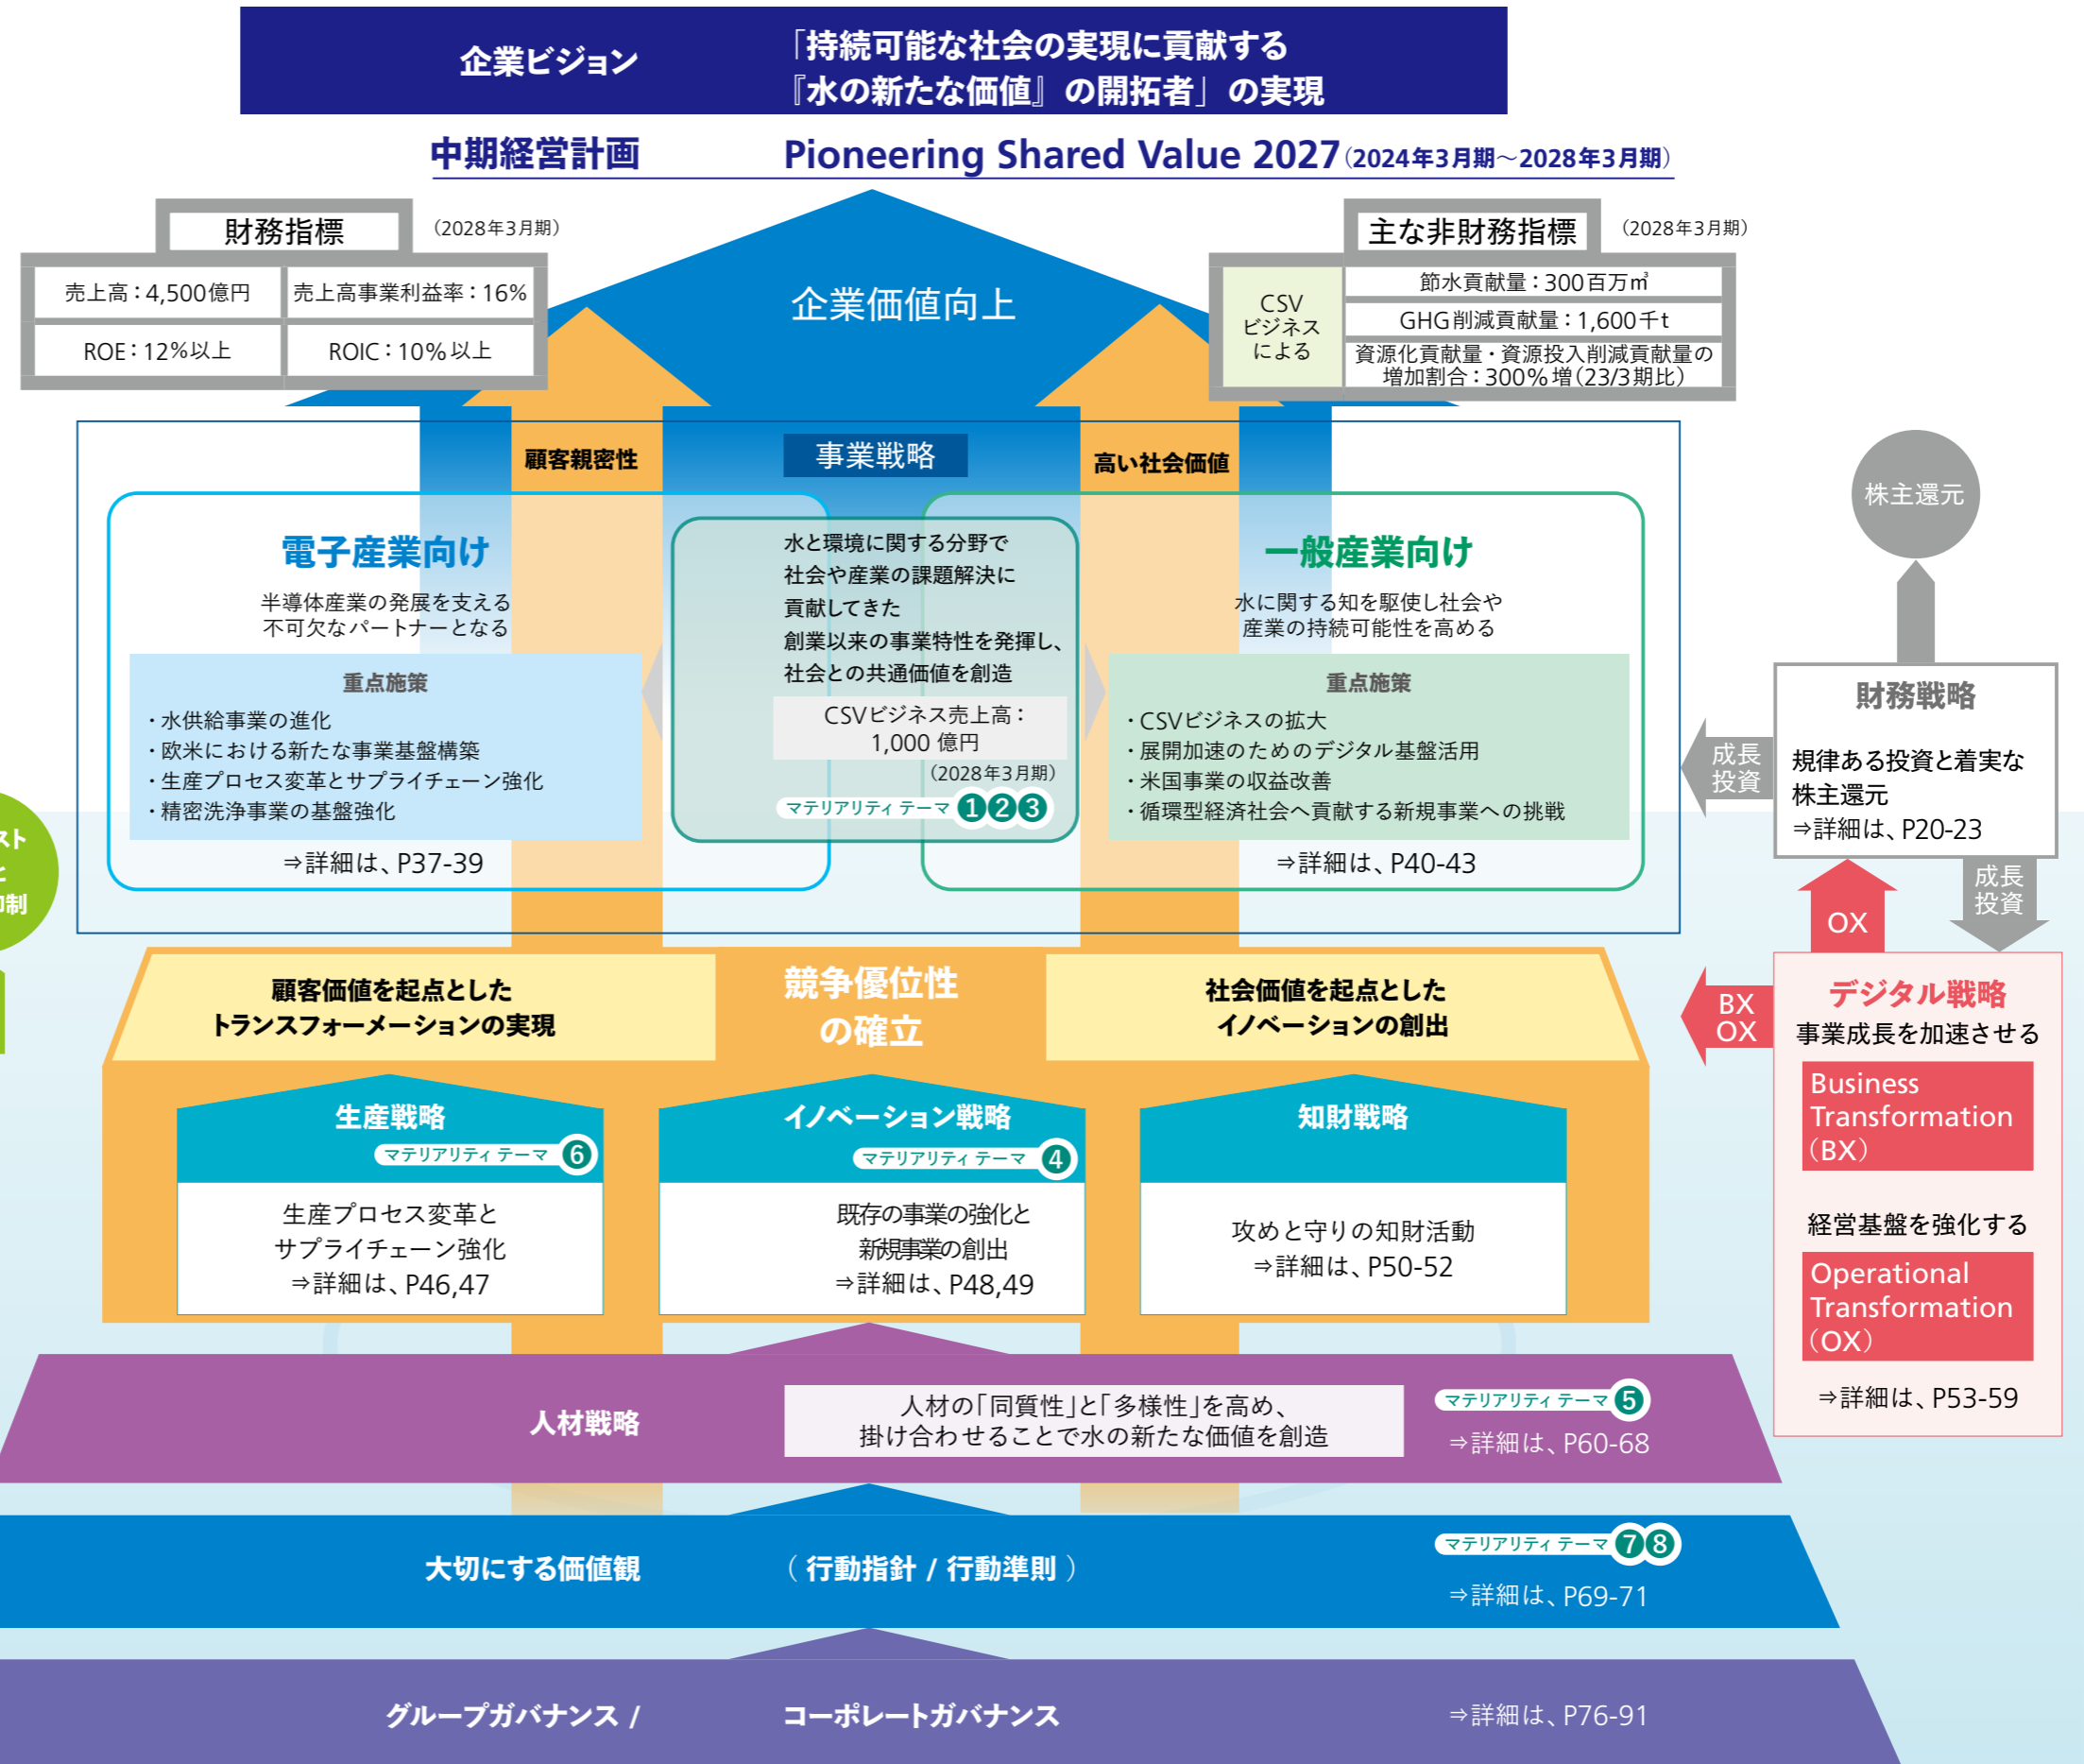 企業ビジョン
「持続可能な社会の実現に貢献する
『水の新たな価値』の開拓者」の実現
中期経営計画
Pioneering Shared Value 2027（2024年3月期～2028年3月期）
財務指標
（2028年3月期）
売上高：4,500億円
売上高事業利益率：16%
ROE：12%以上
ROIC：10%以上
企業価値向上
主な非財務指標
（2028年3月期）
CSV
ビジネス
による
節水貢献量：300百万㎥
GHG削減貢献量：1,600千t
資源化貢献量・資源投入削減貢献量の
増加割合：300%増（23/3期比）
顧客親密性
事業戦略
高い社会価値
電子産業向け
半導体産業の発展を支える
不可欠なパートナーとなる
重点施策
・水供給事業の進化
・欧米における新たな事業基盤構築
・生産プロセス変革とサプライチェーン強化
・精密洗浄事業の基盤強化
⇒詳細は、P37-39
水と環境に関する分野で
社会や産業の課題解決に
貢献してきた
創業以来の事業特性を発揮し、
社会との共通価値を創造
CSVビジネス売上高：
1,000 億円
（2028年3月期）
マテリアリティ テーマ 1 2 3
一般産業向け
水に関する知を駆使し社会や
産業の持続可能性を高める
重点施策
・CSVビジネスの拡大
・展開加速のためのデジタル基盤活用
・米国事業の収益改善
・循環型経済社会へ貢献する新規事業への挑戦
⇒詳細は、P40-43
株主還元
財務戦略
規律ある投資と着実な
株主還元
⇒詳細は、P20-23
成長
投資
成長
投資
OX
BX
OX
デジタル戦略
事業成長を加速させる
Business
Transformation
（BX）
経営基盤を強化する
Operational
Transformation
（OX）
⇒詳細は、P53-59
スト
と
制
顧客価値を起点とした
トランスフォーメーションの実現
競争優位性
の確立
社会価値を起点とした
イノベーションの創出
生産戦略
マテリアリティ テーマ 6
生産プロセス変革と
サプライチェーン強化
⇒詳細は、P46,47
イノベーション戦略
マテリアリティ テーマ 4
既存の事業の強化と
新規事業の創出
⇒詳細は、P48,49
知財戦略
攻めと守りの知財活動
⇒詳細は、P50-52
人材戦略
人材の「同質性」と「多様性」を高め、
掛け合わせることで水の新たな価値を創造
マテリアリティ テーマ 5
⇒詳細は、P60-68
大切にする価値観
（ 行動指針 / 行動準則 ）
マテリアリティ テーマ 7 8
⇒詳細は、P69-71
グループガバナンス /
コーポレートガバナンス
⇒詳細は、P76-91